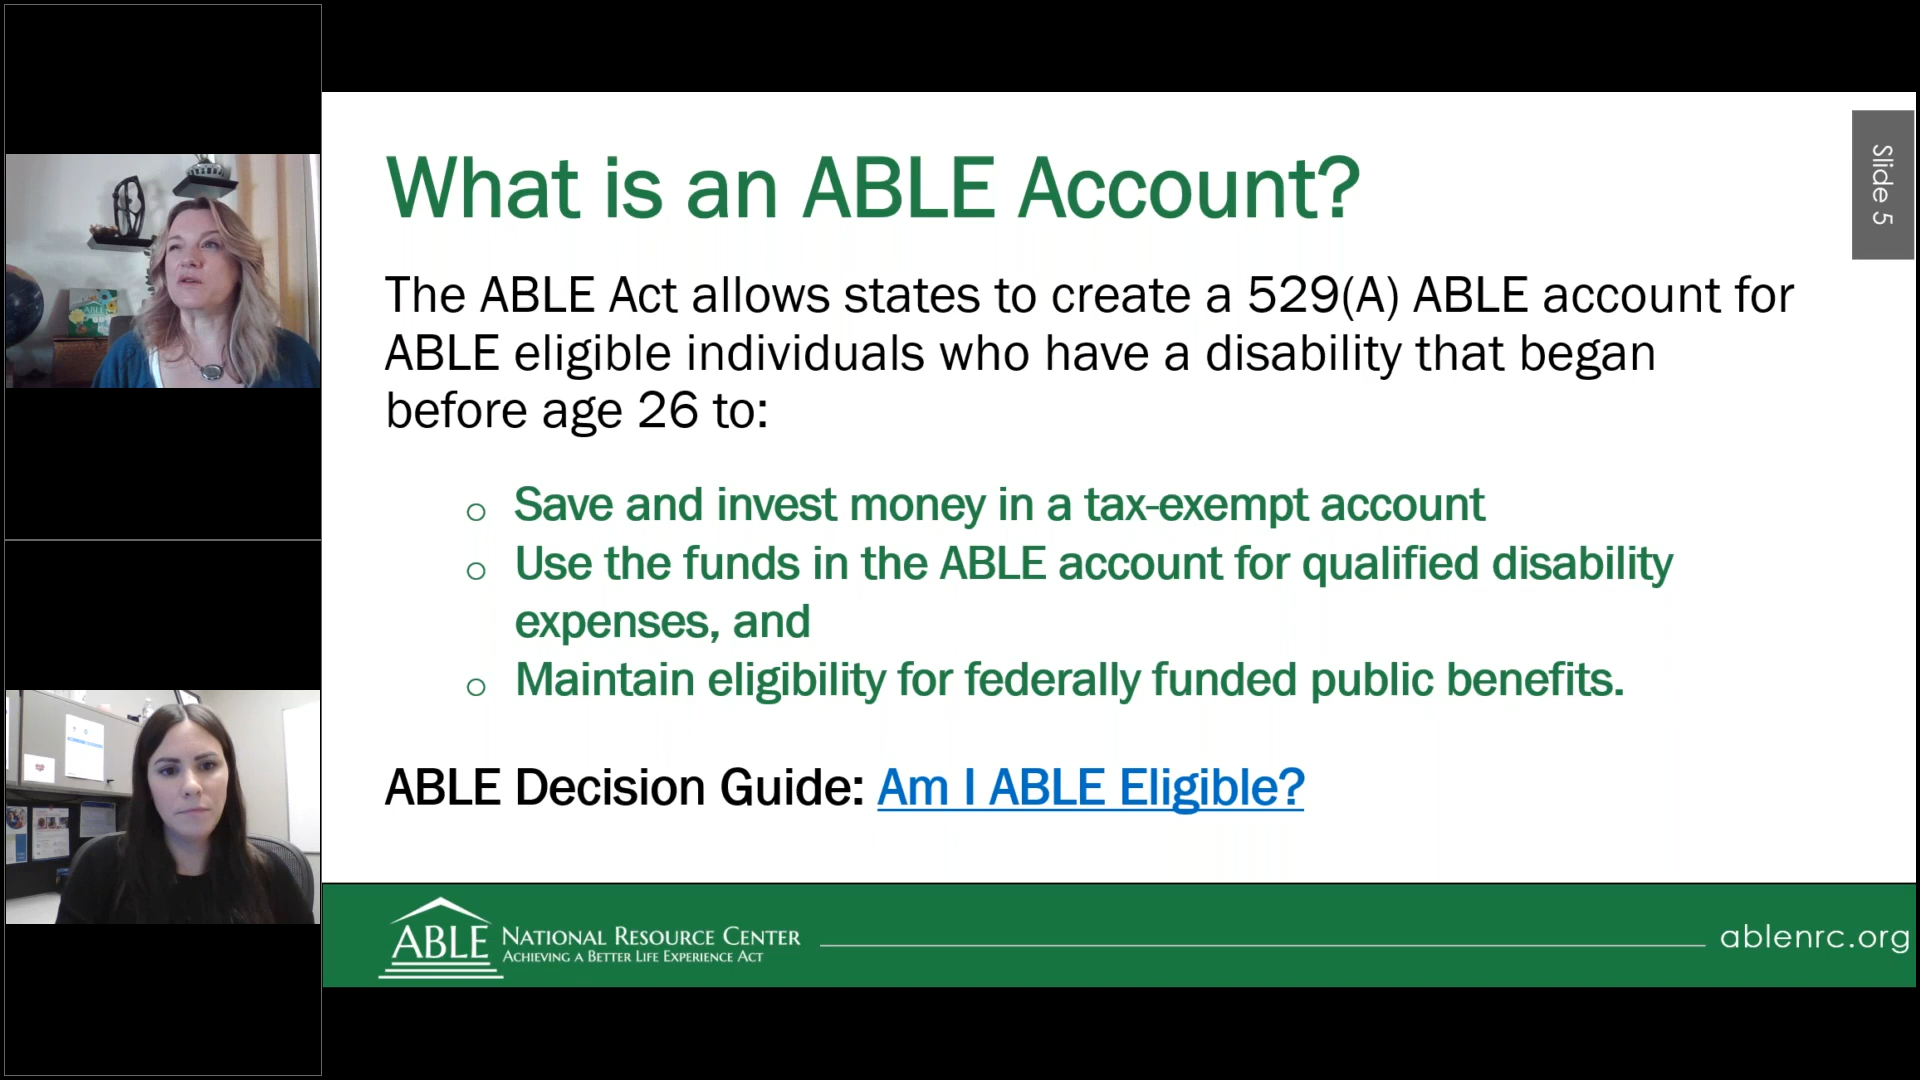 What is an ABLE Account?
Slide 5
The ABLE Act allows states to create a 529(A) ABLE account for
ABLE eligible individuals who have a disability that began
before age 26 to:
o Save and invest money in a tax-exempt account
o Use the funds in the ABLE account for qualified disability
expenses, and
o Maintain eligibility for federally funded public benefits.
ABLE Decision Guide: Am I ABLE Eligible?
ABLE NATIONAL RESOURCE CENTER
ACHIEVING A BETTER LIFE EXPERIENCE ACT
ablenrc.org